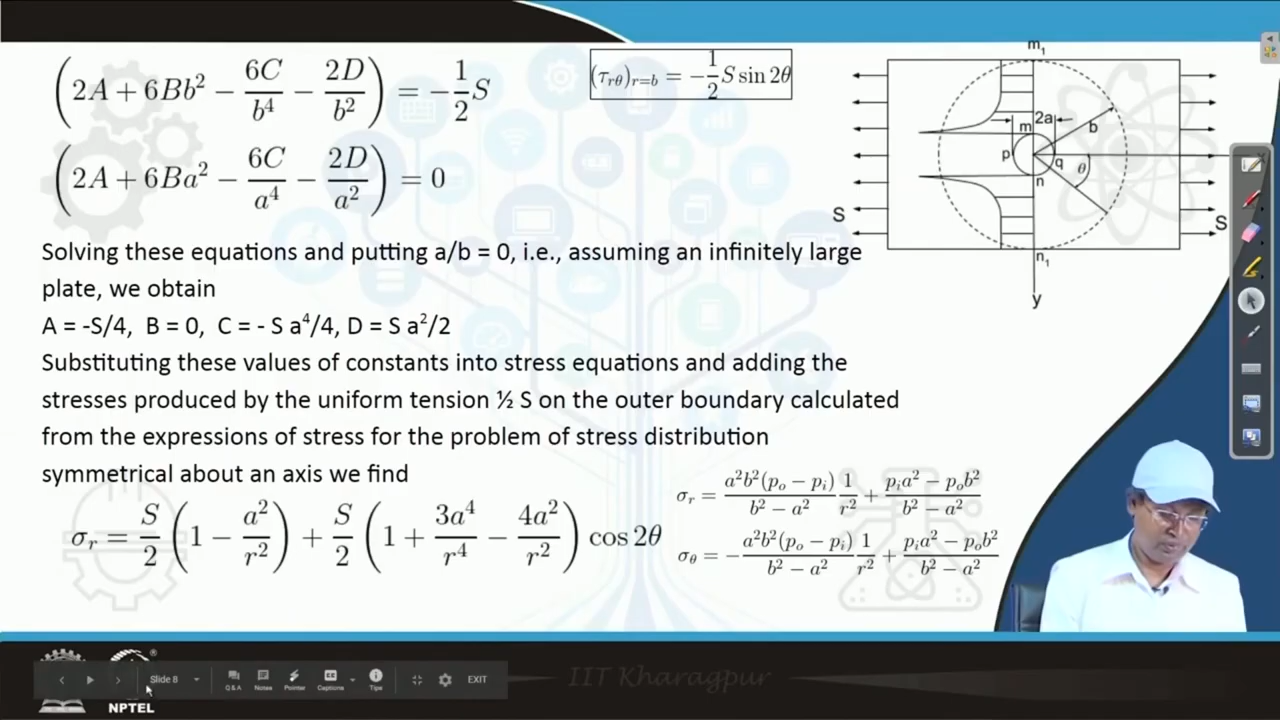 (2A + 6Bb² − 6C/b⁴ − 2D/b²) = −1/2 S
(τrθ)r=b = −1/2 S sin 2θ
(2A + 6Ba² − 6C/a⁴ − 2D/a²) = 0
m₁
2a
m
b
p
q
θ
n
S
S
n₁
y
Solving these equations and putting a/b = 0, i.e., assuming an infinitely large
plate, we obtain
A = -S/4, B = 0, C = - S a⁴/4, D = S a²/2
Substituting these values of constants into stress equations and adding the
stresses produced by the uniform tension ½ S on the outer boundary calculated
from the expressions of stress for the problem of stress distribution
symmetrical about an axis we find
σr = S/2 (1 − a²/r²) + S/2 (1 + 3a⁴/r⁴ − 4a²/r²) cos 2θ
σr = a²b²(po − pi)/(b² − a²) 1/r² + (pia² − pob²)/(b² − a²)
σθ = −a²b²(po − pi)/(b² − a²) 1/r² + (pia² − pob²)/(b² − a²)
Slide 8
Q & A
Notes
Pointer
Captions
Tips
EXIT
NPTEL
IIT Kharagpur